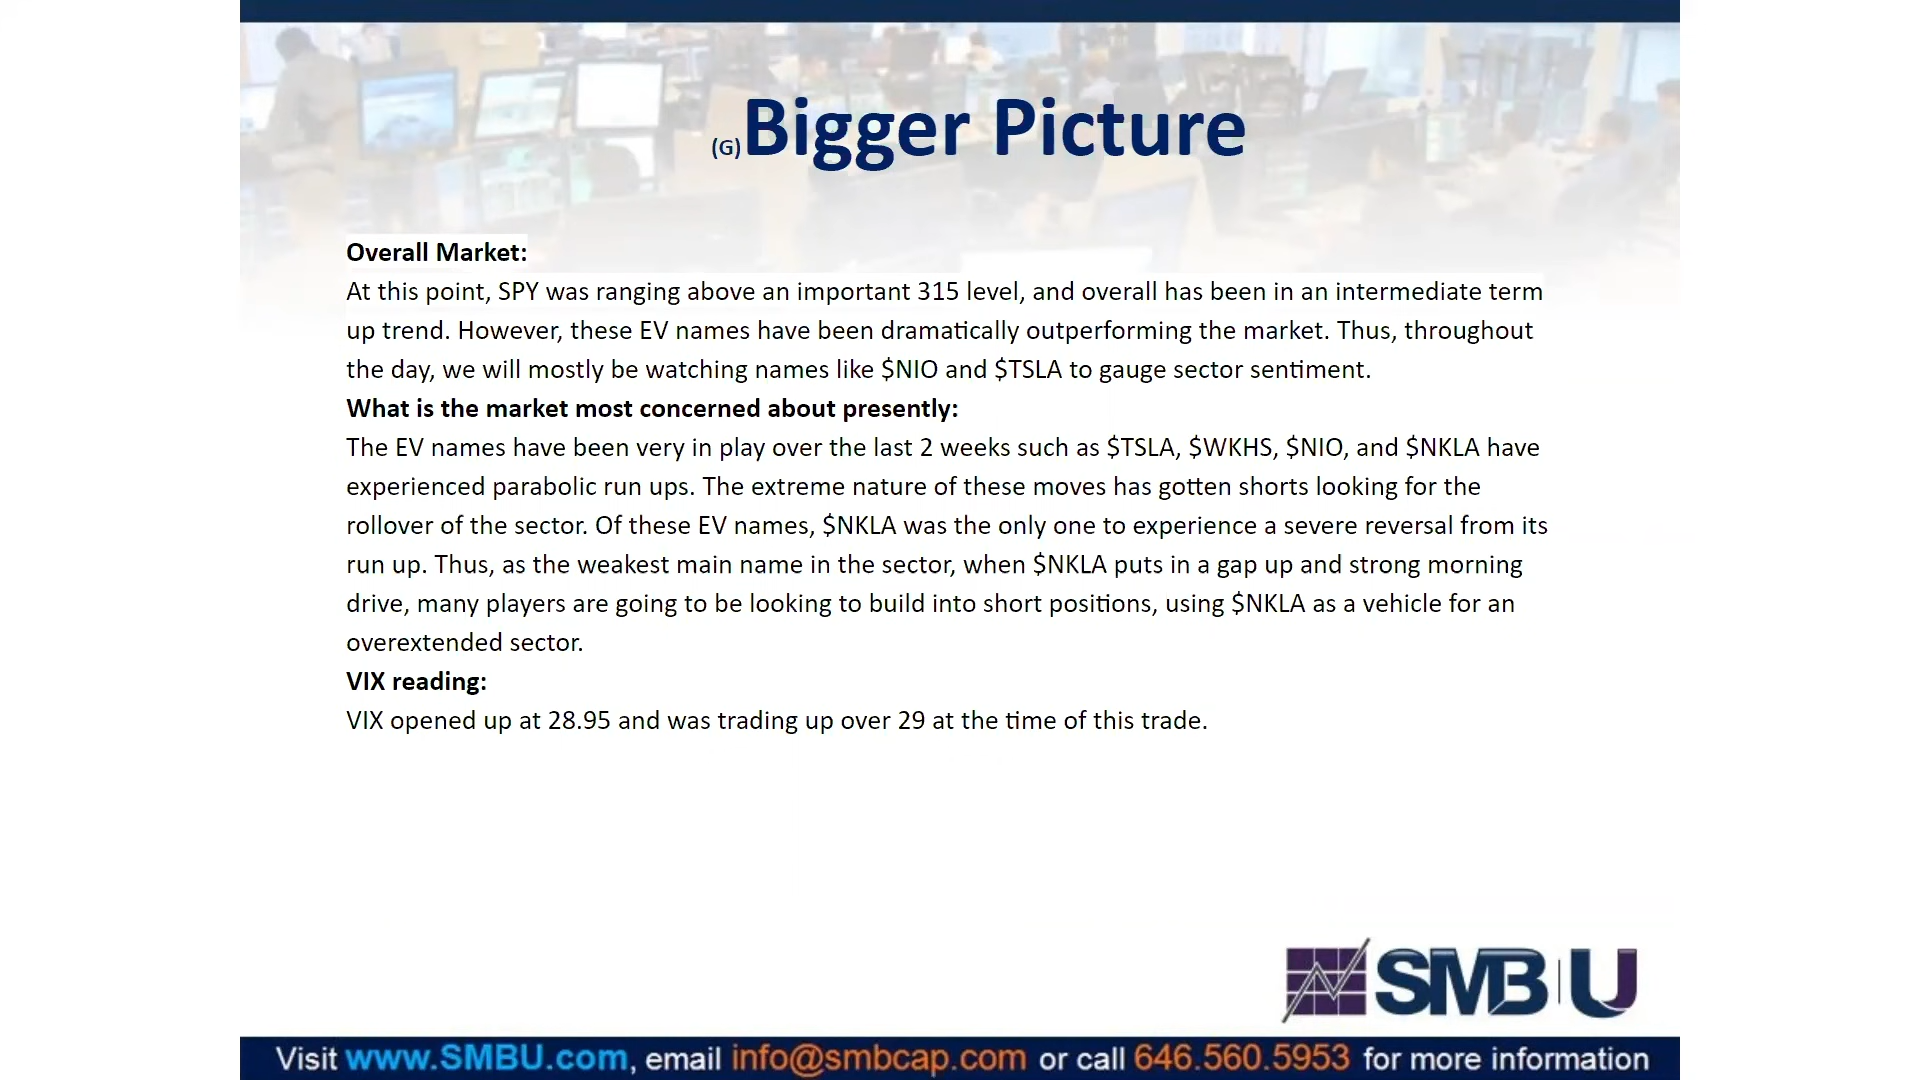 (G)Bigger Picture
Overall Market:
At this point, SPY was ranging above an important 315 level, and overall has been in an intermediate term
up trend. However, these EV names have been dramatically outperforming the market. Thus, throughout
the day, we will mostly be watching names like $NIO and $TSLA to gauge sector sentiment.
What is the market most concerned about presently:
The EV names have been very in play over the last 2 weeks such as $TSLA, $WKHS, $NIO, and $NKLA have
experienced parabolic run ups. The extreme nature of these moves has gotten shorts looking for the
rollover of the sector. Of these EV names, $NKLA was the only one to experience a severe reversal from its
run up. Thus, as the weakest main name in the sector, when $NKLA puts in a gap up and strong morning
drive, many players are going to be looking to build into short positions, using $NKLA as a vehicle for an
overextended sector.
VIX reading:
VIX opened up at 28.95 and was trading up over 29 at the time of this trade.
SMB U
Visit www.SMBU.com, email info@smbcap.com or call 646.560.5953 for more information